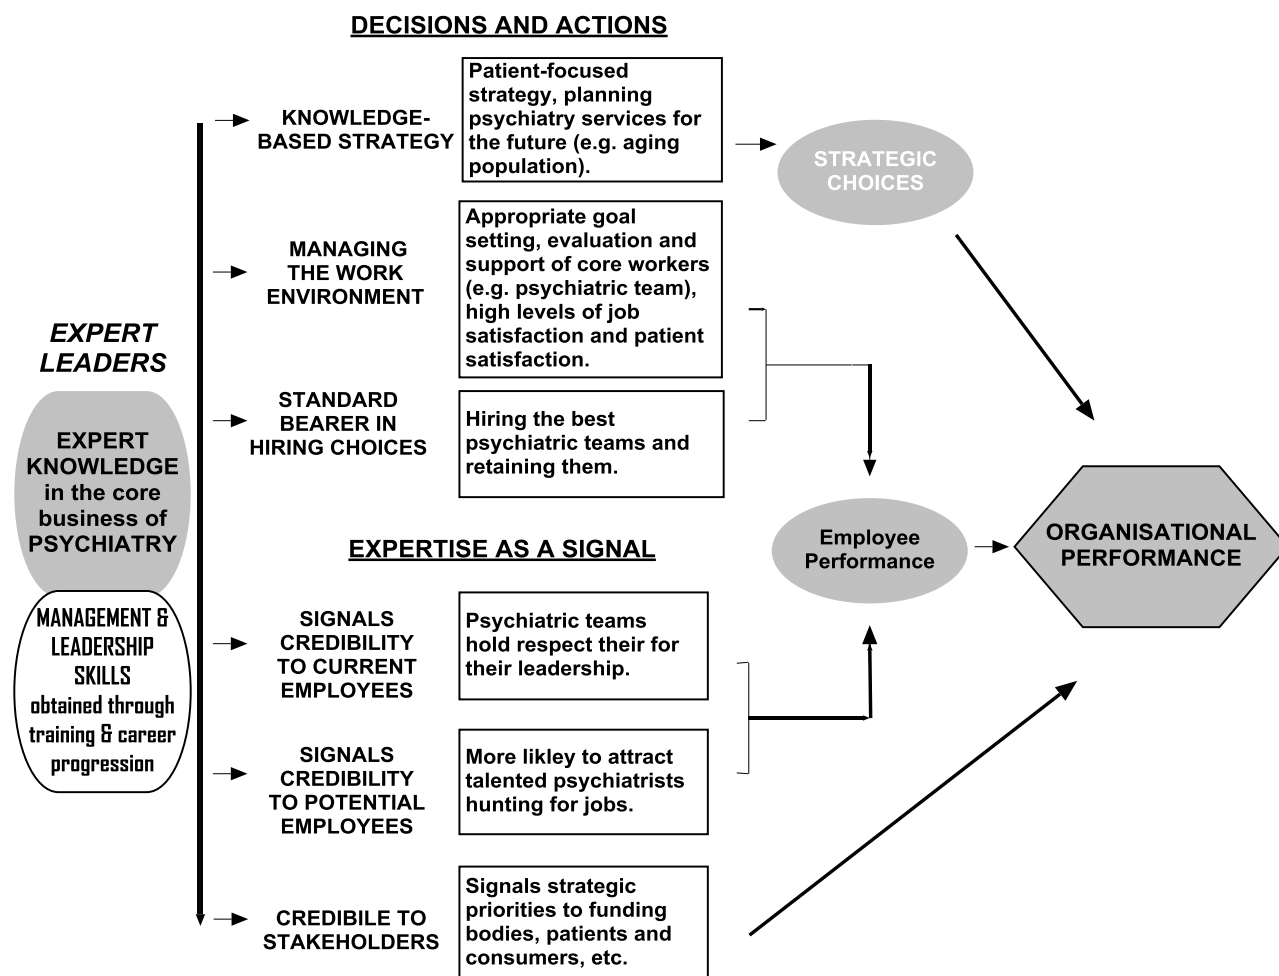 DECISIONS AND ACTIONS
KNOWLEDGE-
BASED STRATEGY
Patient-focused
strategy, planning
psychiatry services for
the future (e.g. aging
population).
STRATEGIC
CHOICES
MANAGING
THE WORK
ENVIRONMENT
Appropriate goal
setting, evaluation and
support of core workers
(e.g. psychiatric team),
high levels of job
satisfaction and patient
satisfaction.
EXPERT
LEADERS
EXPERT
KNOWLEDGE
in the core
business of
PSYCHIATRY
MANAGEMENT &
LEADERSHIP
SKILLS
obtained through
training & career
progression
STANDARD
BEARER IN
HIRING CHOICES
Hiring the best
psychiatric teams and
retaining them.
Employee
Performance
ORGANISATIONAL
PERFORMANCE
EXPERTISE AS A SIGNAL
SIGNALS
CREDIBILITY
TO CURRENT
EMPLOYEES
Psychiatric teams
hold respect their for
their leadership.
SIGNALS
CREDIBILITY
TO POTENTIAL
EMPLOYEES
More likley to attract
talented psychiatrists
hunting for jobs.
CREDIBILE TO
STAKEHOLDERS
Signals strategic
priorities to funding
bodies, patients and
consumers, etc.